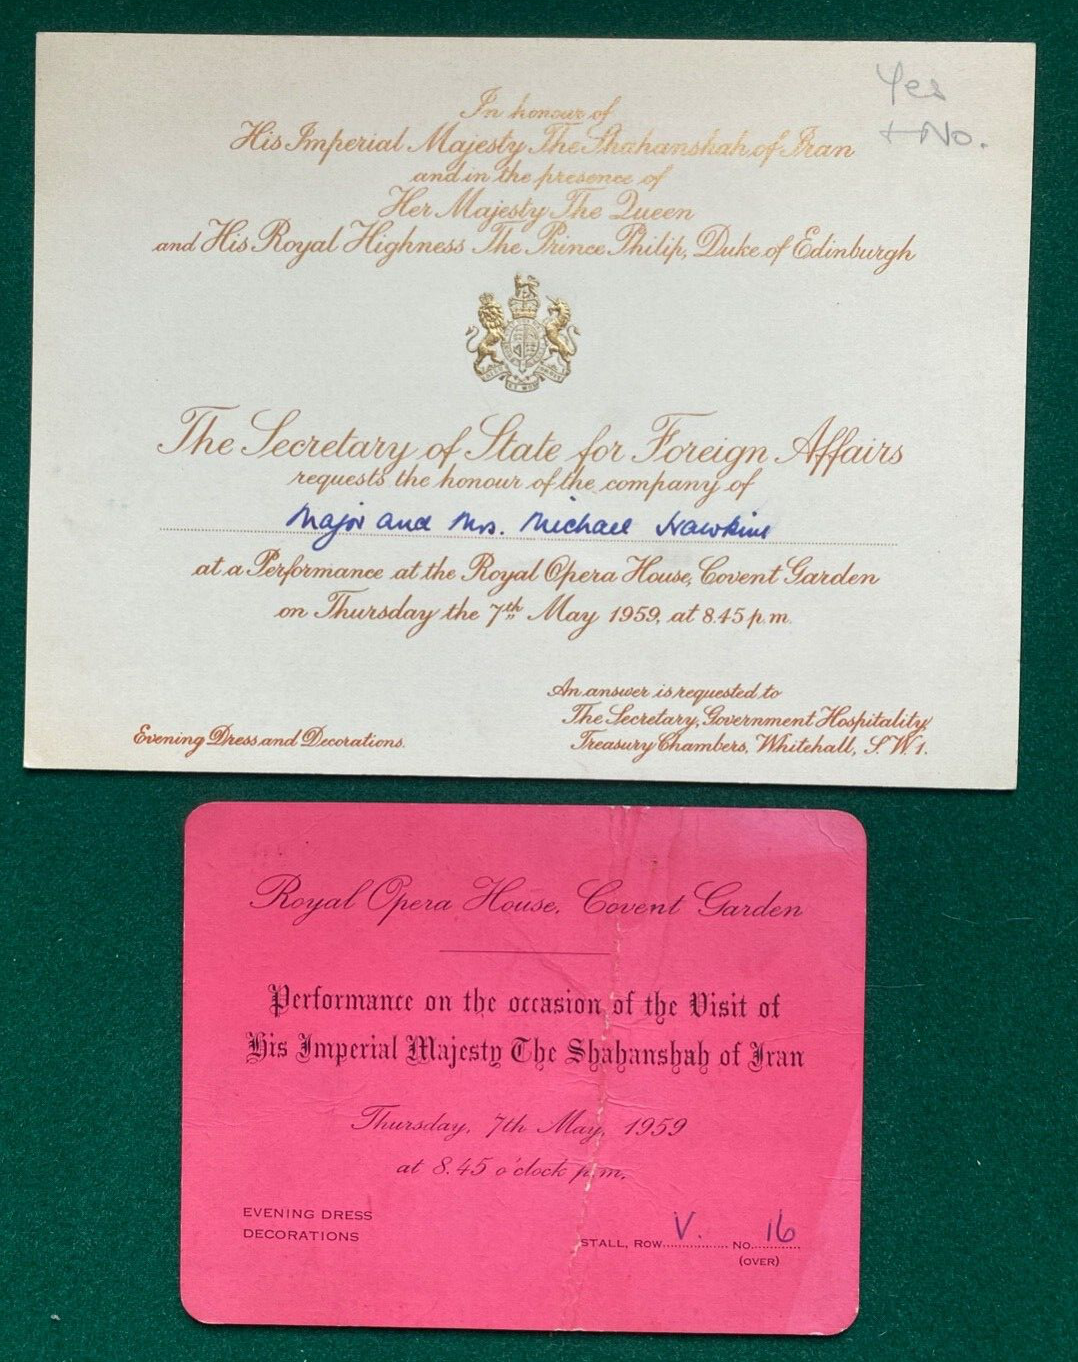 Yes
+ No.
In honour of
His Imperial Majesty The Shahanshah of Iran
and in the presence of
Her Majesty The Queen
and His Royal Highness The Prince Philip, Duke of Edinburgh
The Secretary of State for Foreign Affairs
requests the honour of the company of
Major and Mrs. Michael Hawkins
at a Performance at the Royal Opera House, Covent Garden
on Thursday the 7th May 1959, at 8.45 p.m.
An answer is requested to
The Secretary, Government Hospitality,
Evening Dress and Decorations.
Treasury Chambers, Whitehall, S.W.1.
Royal Opera House, Covent Garden
Performance on the occasion of the Visit of
His Imperial Majesty The Shahanshah of Iran
Thursday, 7th May, 1959
at 8.45 o'clock p.m.
EVENING DRESS
DECORATIONS
STALL, ROW V. NO. 16
(OVER)